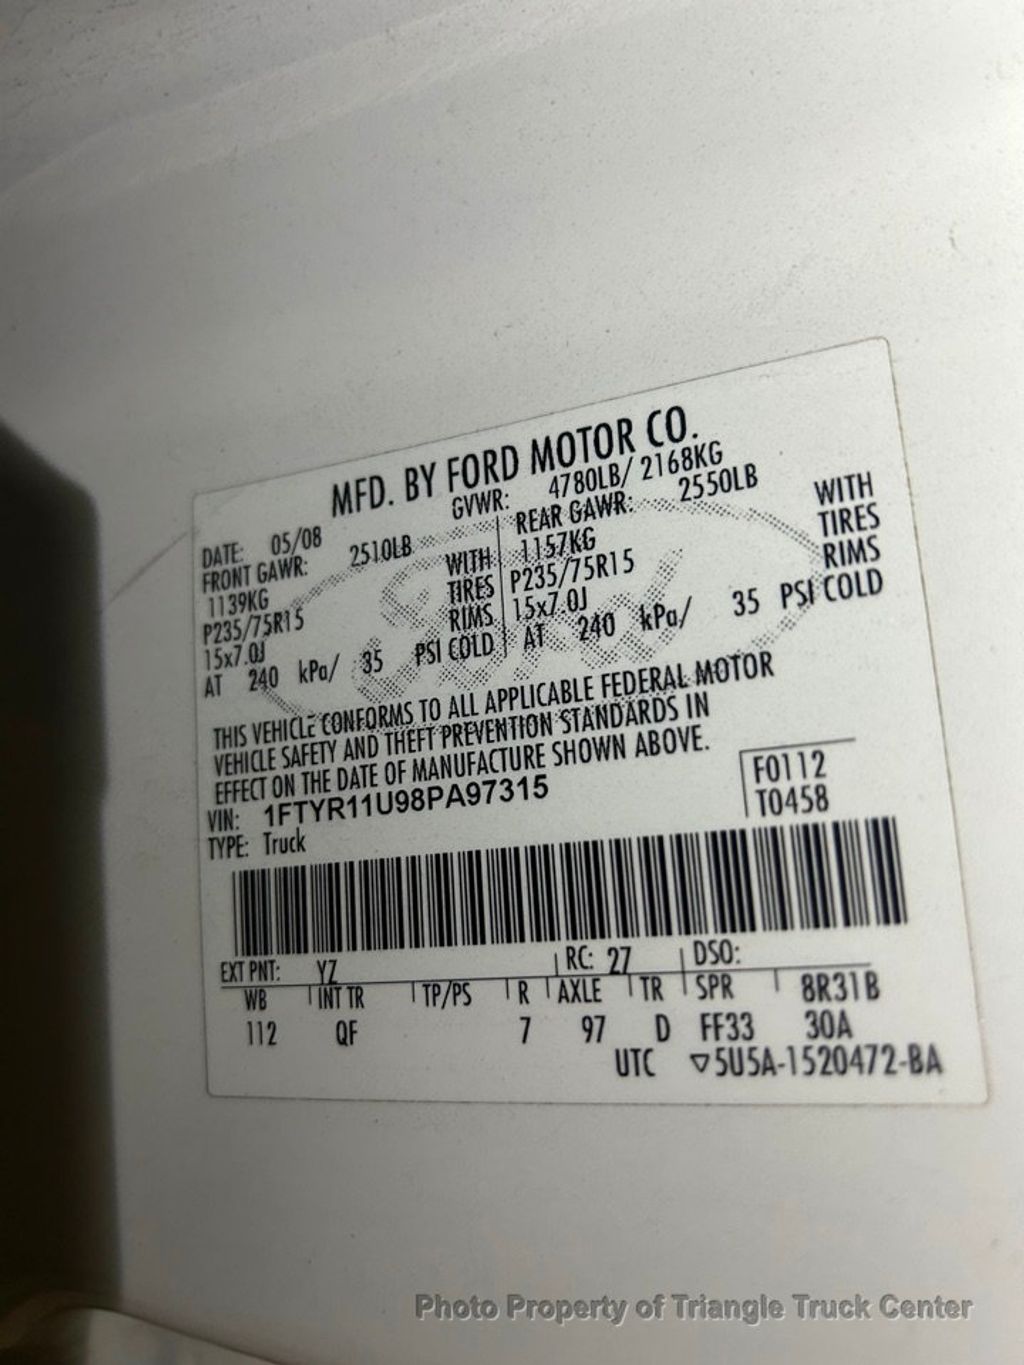 MFD. BY FORD MOTOR CO.
DATE: 05/08 GVWR: 4780LB/ 2168KG
FRONT GAWR: 2510LB REAR GAWR: 2550LB
1139KG WITH 1157KG WITH
P235/75R15 TIRES P235/75R15 TIRES
15x7.0J RIMS 15x7.0J RIMS
AT 240 kPa/ 35 PSI COLD AT 240 kPa/ 35 PSI COLD
THIS VEHICLE CONFORMS TO ALL APPLICABLE FEDERAL MOTOR
VEHICLE SAFETY AND THEFT PREVENTION STANDARDS IN
EFFECT ON THE DATE OF MANUFACTURE SHOWN ABOVE.
VIN: 1FTYR11U98PA97315 F0112
TYPE: Truck T0458
EXT PNT: YZ RC: 27 DSO:
WB INT TR TP/PS R AXLE TR SPR 8R31B
112 QF 7 97 D FF33 30A
UTC ▽5U5A-1520472-BA
Photo Property of Triangle Truck Center